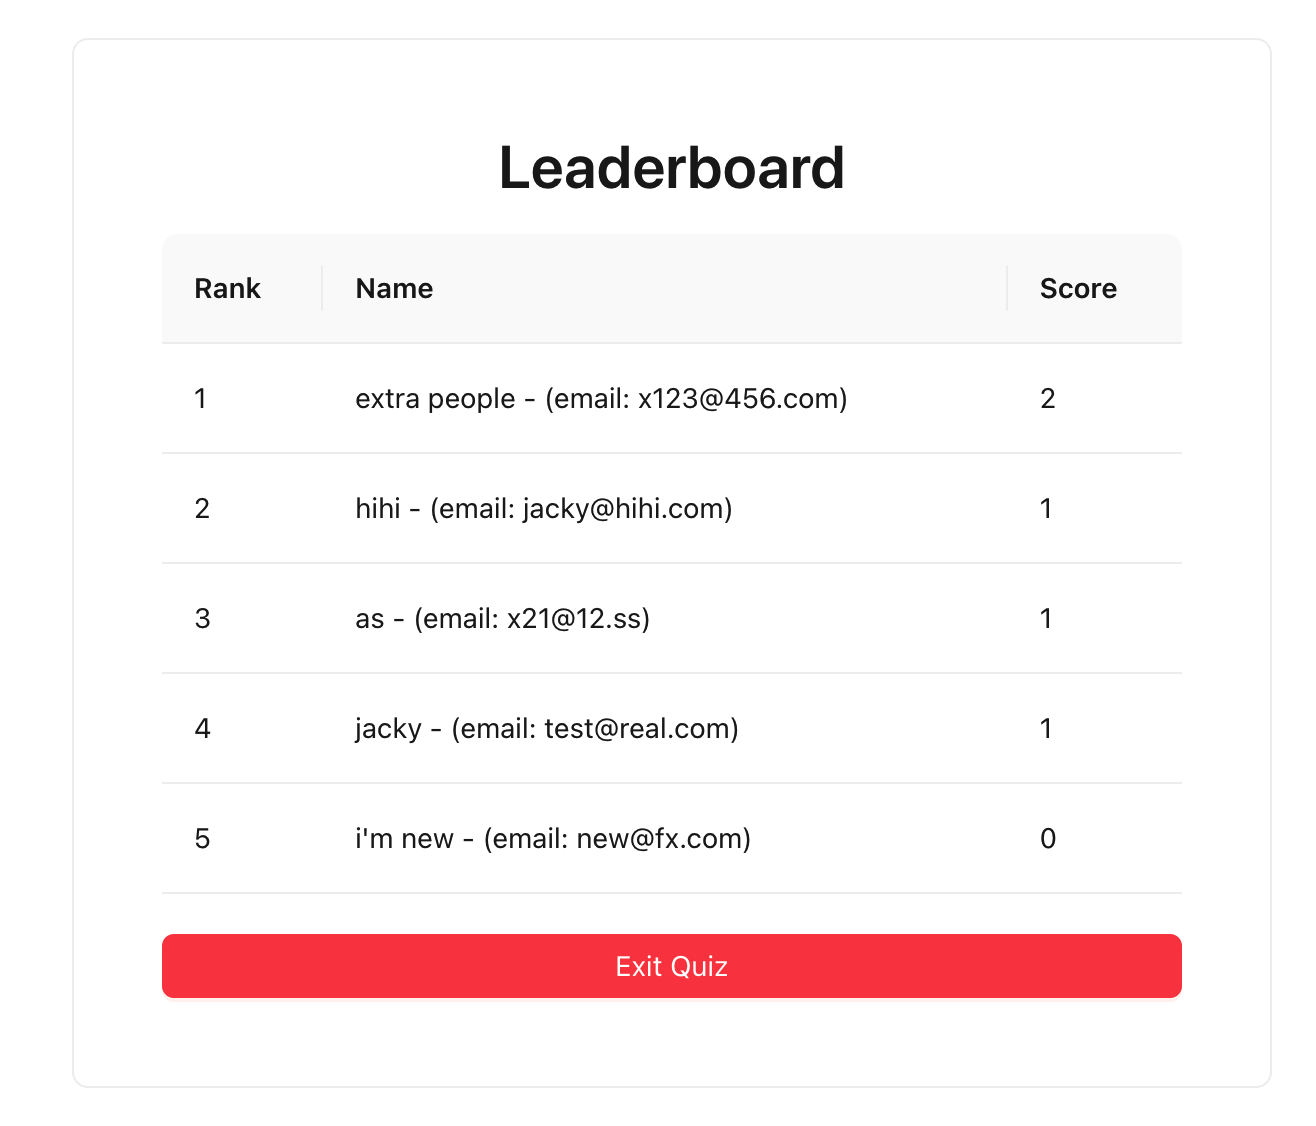 Leaderboard
Rank Name Score
1 extra people - (email: x123@456.com) 2
2 hihi - (email: jacky@hihi.com) 1
3 as - (email: x21@12.ss) 1
4 jacky - (email: test@real.com) 1
5 i'm new - (email: new@fx.com) 0
Exit Quiz